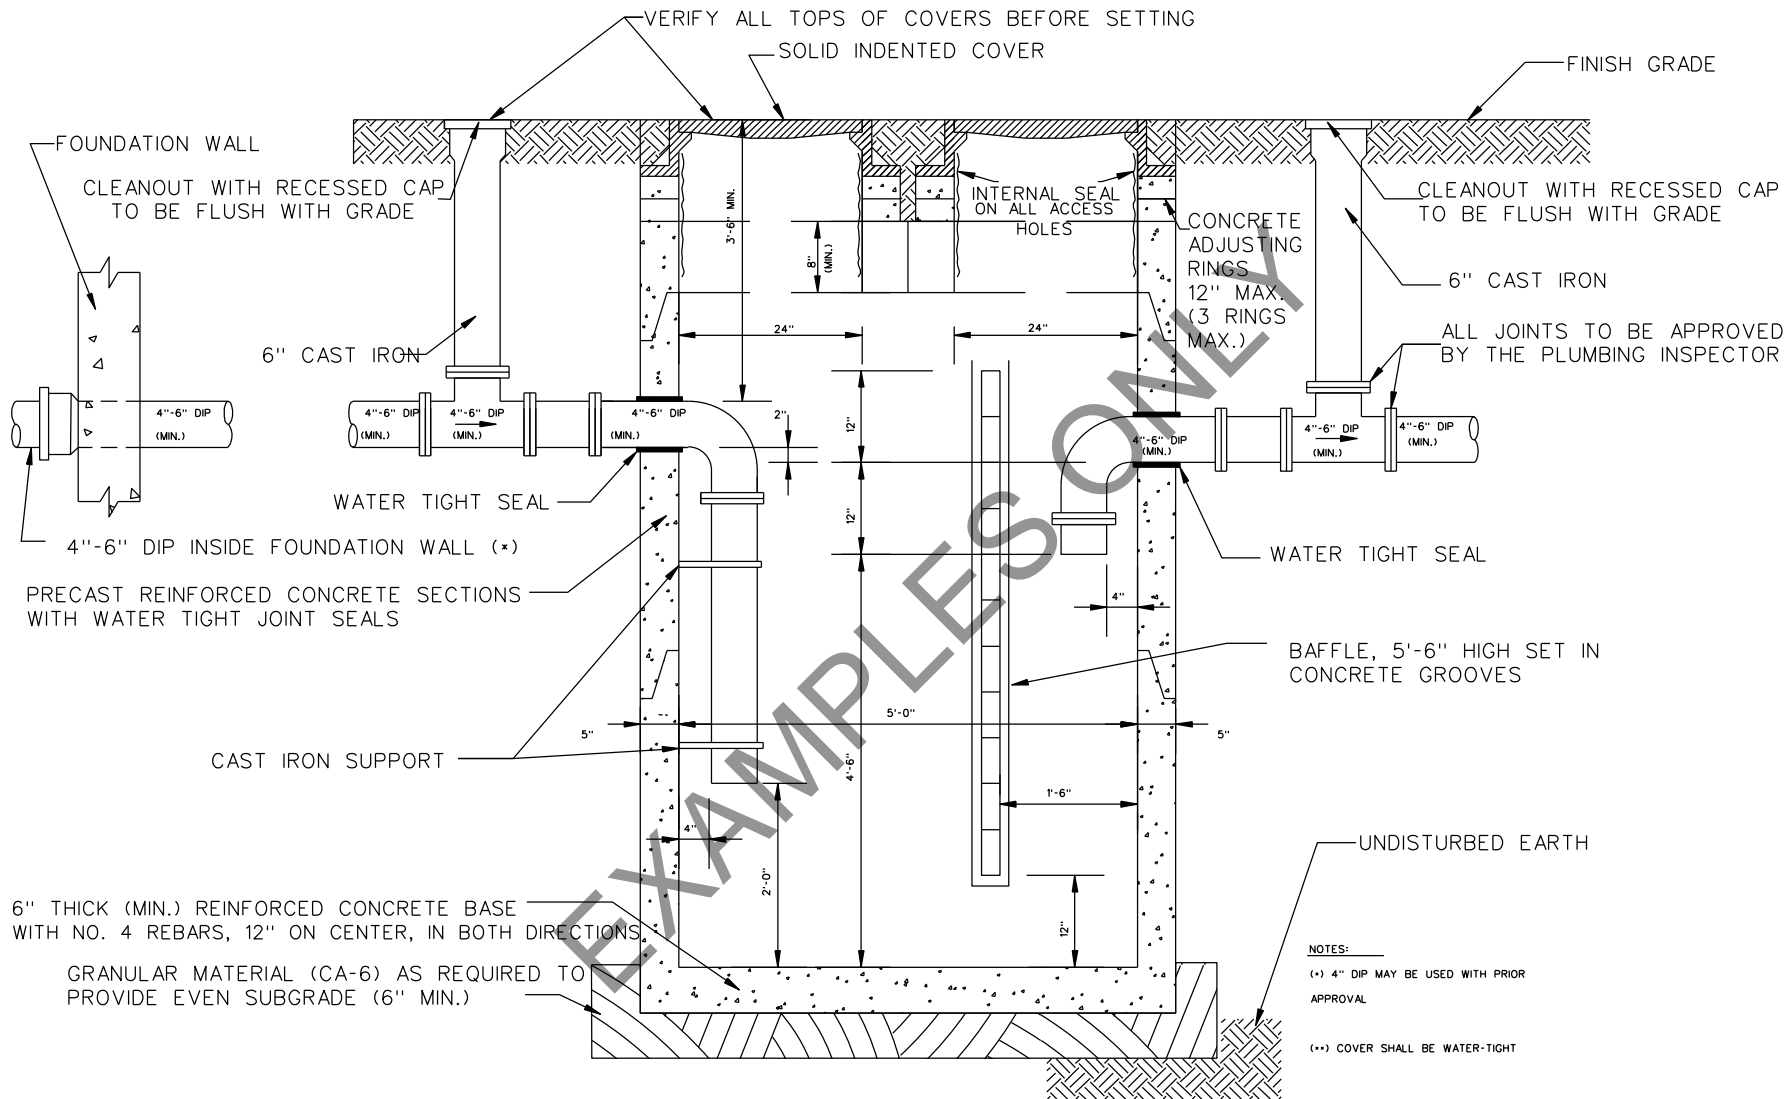 VERIFY ALL TOPS OF COVERS BEFORE SETTING
SOLID INDENTED COVER
FINISH GRADE
FOUNDATION WALL
CLEANOUT WITH RECESSED CAP
TO BE FLUSH WITH GRADE
3'-6" MIN.
8"
(MIN.)
INTERNAL SEAL
ON ALL ACCESS
HOLES
CONCRETE
ADJUSTING
RINGS
12" MAX.
(3 RINGS
MAX.)
CLEANOUT WITH RECESSED CAP
TO BE FLUSH WITH GRADE
6" CAST IRON
6" CAST IRON
24"
24"
ALL JOINTS TO BE APPROVED
BY THE PLUMBING INSPECTOR
4"-6" DIP
(MIN.)
4"-6" DIP
(MIN.)
4"-6" DIP
(MIN.)
4"-6" DIP
(MIN.)
2"
12"
12"
4"-6" DIP
(MIN.)
4"-6" DIP
(MIN.)
4"-6" DIP
(MIN.)
WATER TIGHT SEAL
4"-6" DIP INSIDE FOUNDATION WALL (*)
WATER TIGHT SEAL
PRECAST REINFORCED CONCRETE SECTIONS
WITH WATER TIGHT JOINT SEALS
4"
BAFFLE, 5'-6" HIGH SET IN
CONCRETE GROOVES
5"
5'-0"
5"
CAST IRON SUPPORT
4'-6"
1'-6"
4"
2'-0"
12"
UNDISTURBED EARTH
6" THICK (MIN.) REINFORCED CONCRETE BASE
WITH NO. 4 REBARS, 12" ON CENTER, IN BOTH DIRECTIONS
GRANULAR MATERIAL (CA-6) AS REQUIRED TO
PROVIDE EVEN SUBGRADE (6" MIN.)
NOTES:
(*) 4" DIP MAY BE USED WITH PRIOR
APPROVAL
(**) COVER SHALL BE WATER-TIGHT
EXAMPLES ONLY